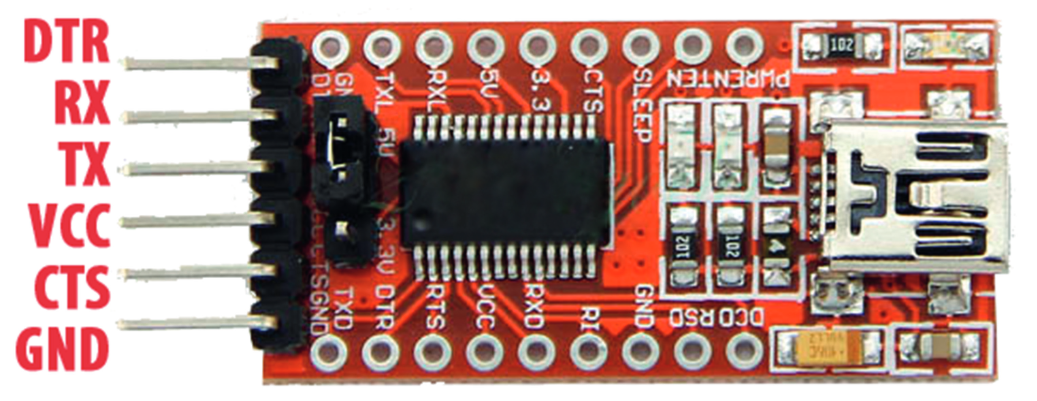 DTR
RX
TX
VCC
CTS
GND
TXL
RXL
5V
3.3
CTS
SLEEP
PWRENTEN
5V
3.3V
GND
TXD
DTR
RTS
VCC
RXD
RI
GND
RSD
DCD
102
102
102
4